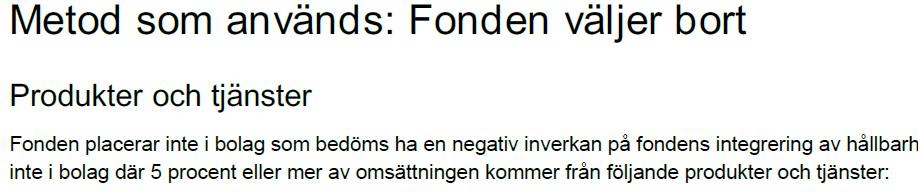 Metod som används: Fonden väljer bort
Produkter och tjänster
Fonden placerar inte i bolag som bedöms ha en negativ inverkan på fondens integrering av
inte i bolag där 5 procent eller mer av omsättningen kommer från följande produkter och tjänster: